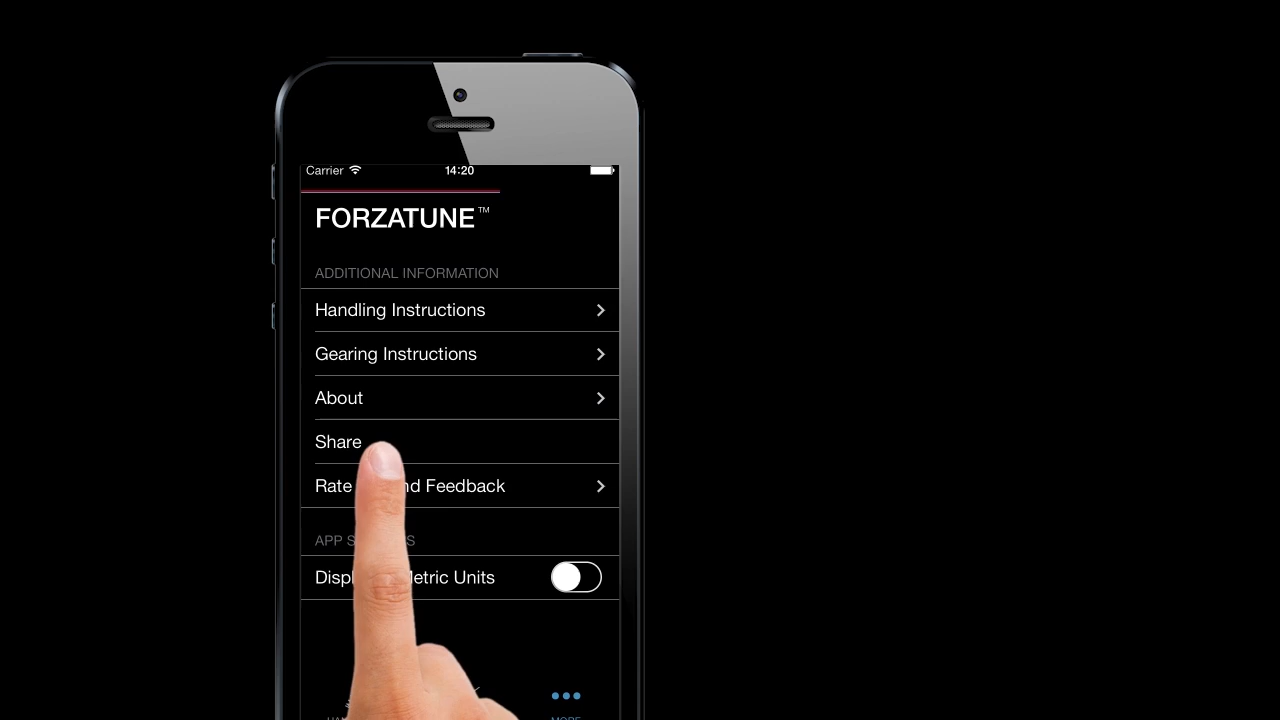 Carrier 14:20
FORZATUNE™
ADDITIONAL INFORMATION
Handling Instructions
Gearing Instructions
About
Share
Rate nd Feedback
APP S S
Disp etric Units
MORE